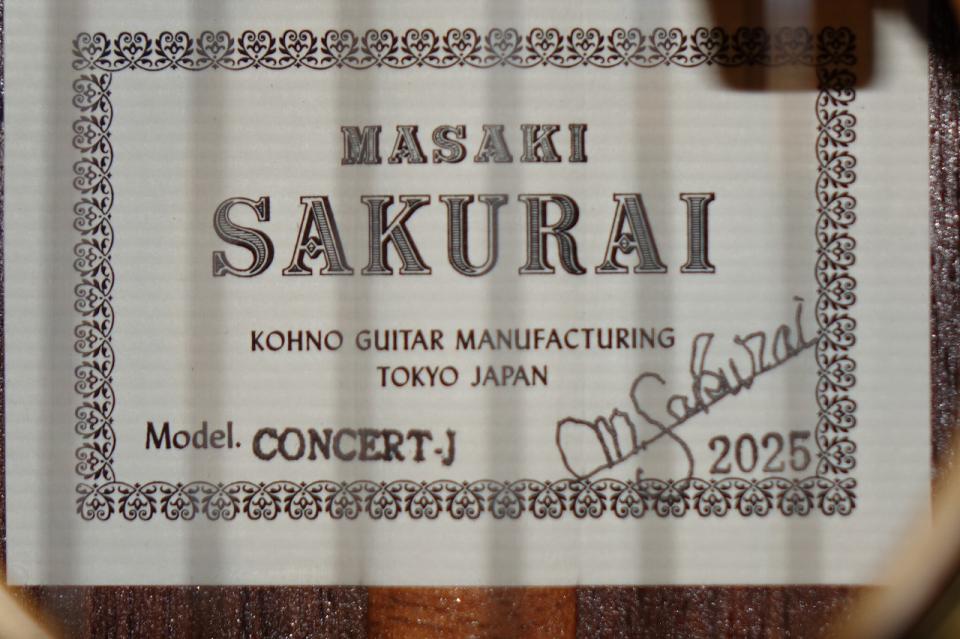 MASAKI
SAKURAI
KOHNO GUITAR MANUFACTURING
TOKYO JAPAN
Model. CONCERT-J
M. Sakurai
2025